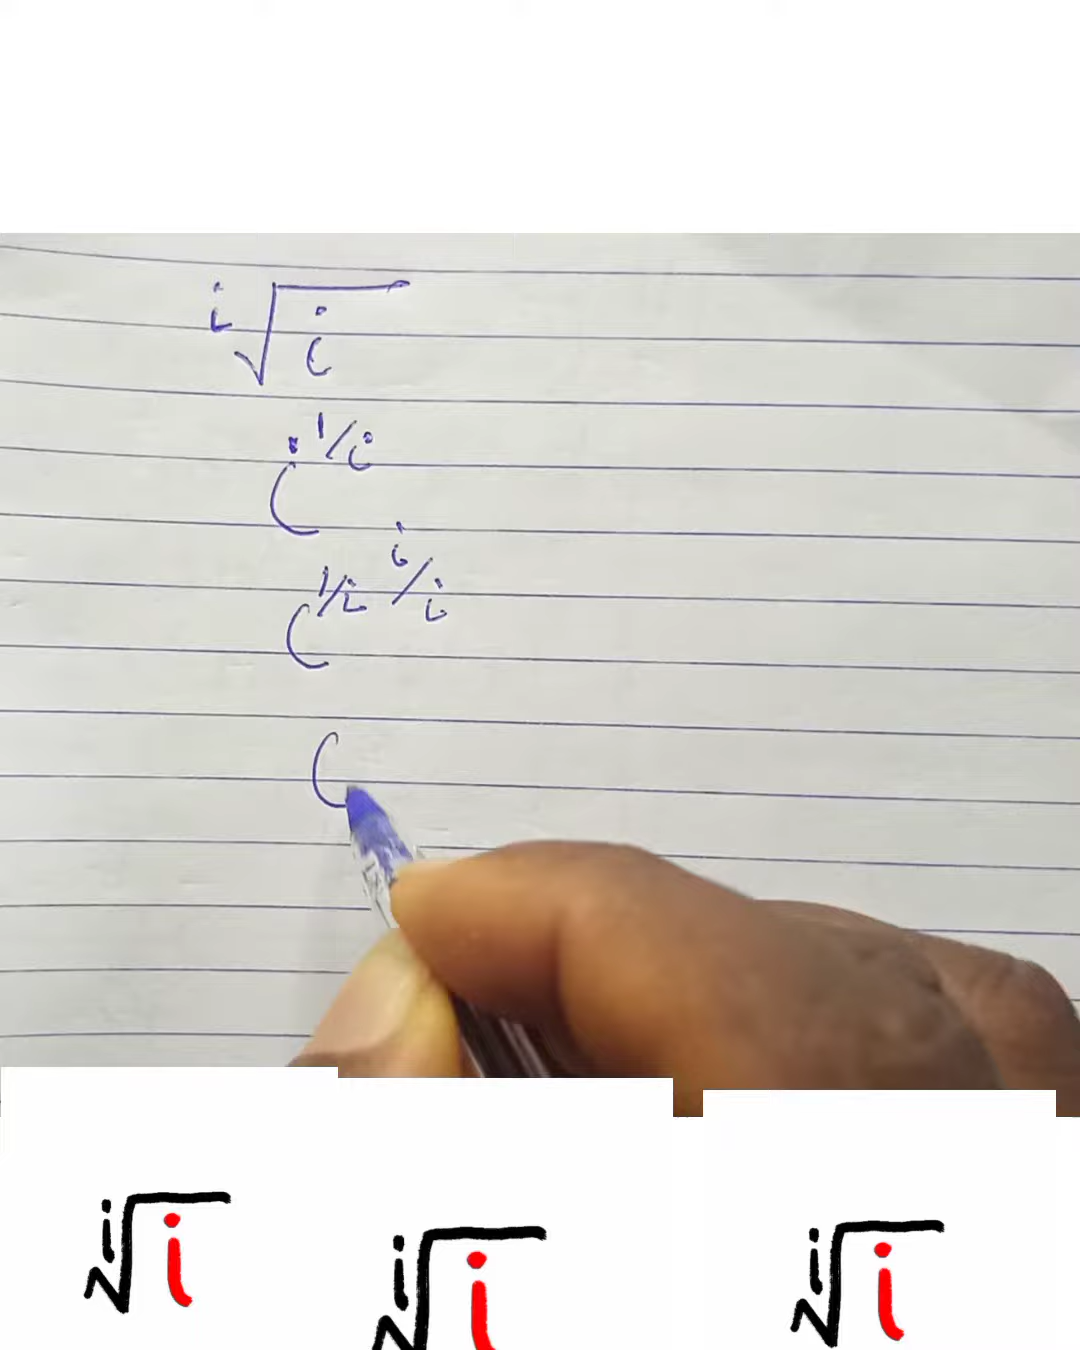 ⁱ√i
i^1/i
i^1/i i/i
ⁱ√i ⁱ√i ⁱ√i